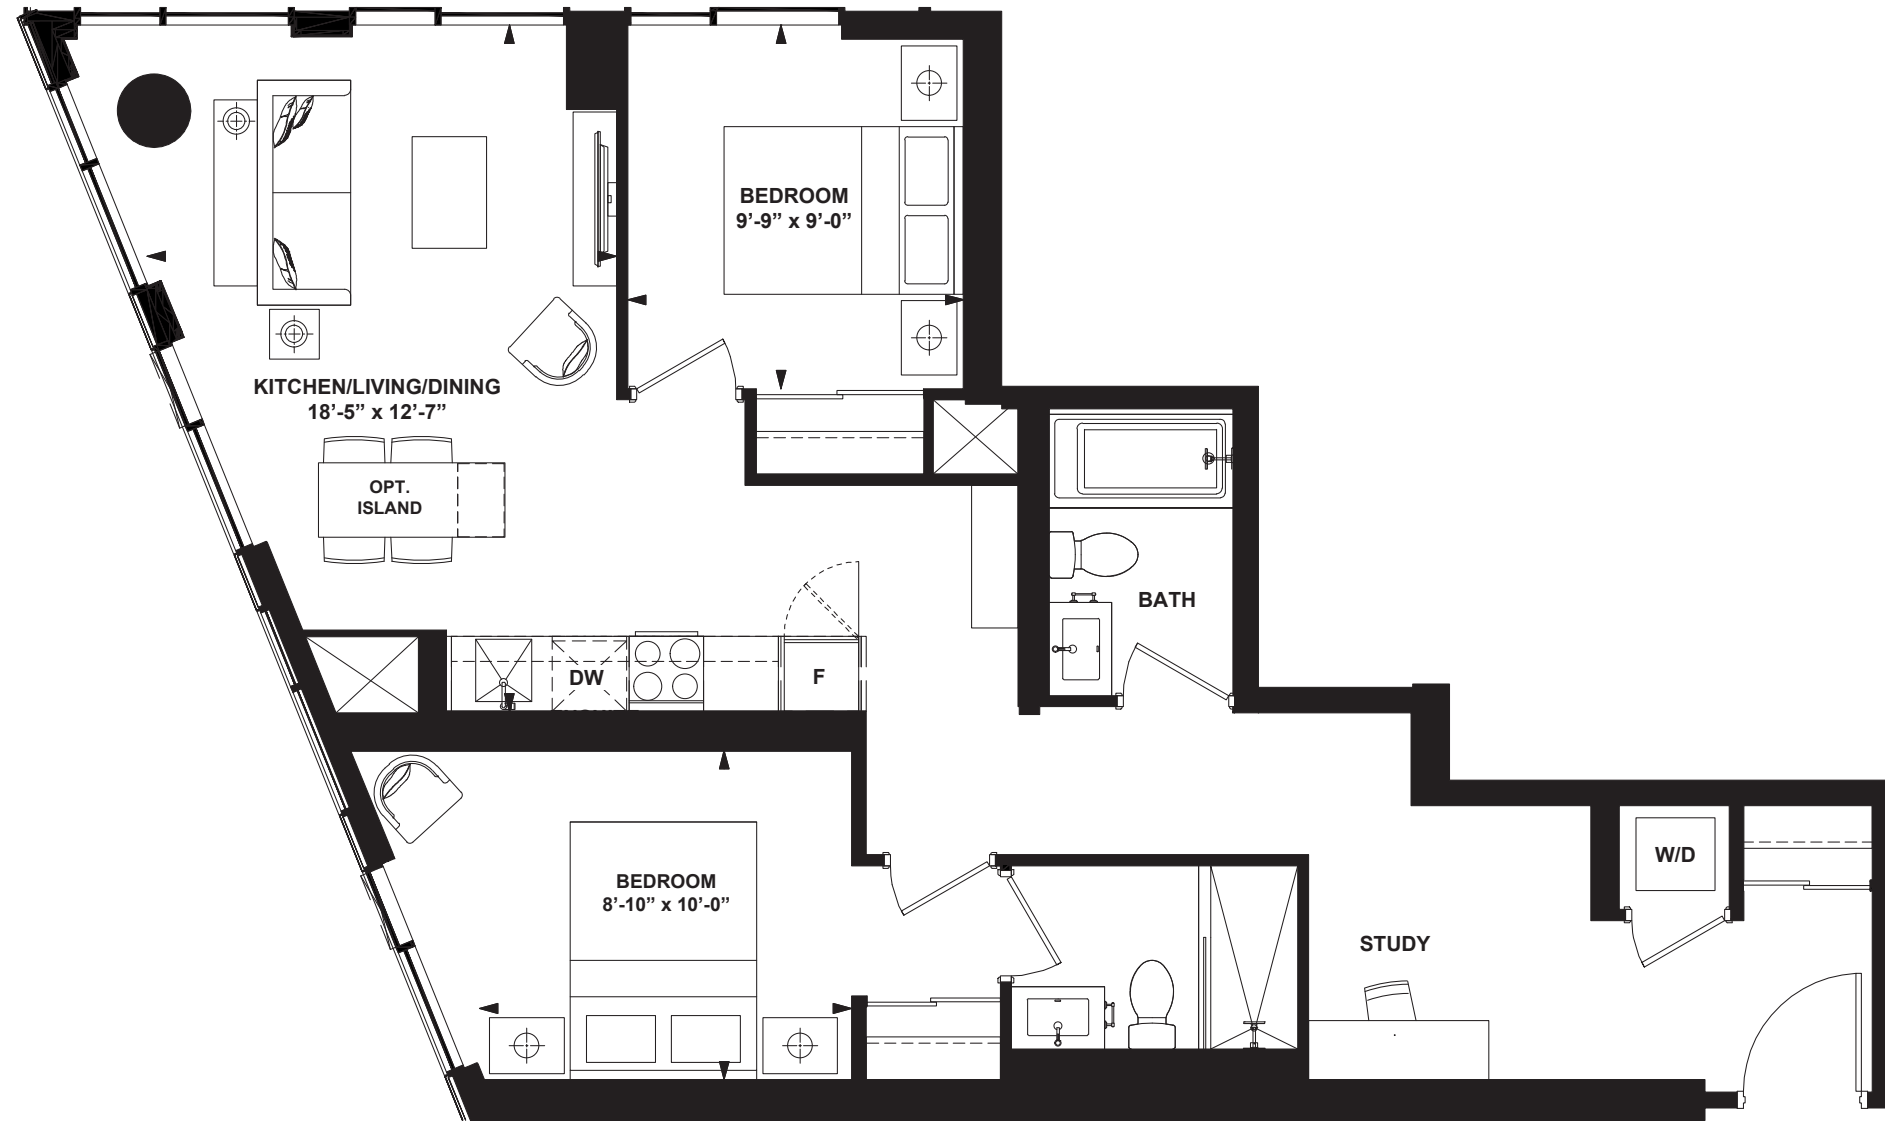 BEDROOM
9’-9” x 9’-0”
KITCHEN/LIVING/DINING
18’-5” x 12’-7”
OPT.
ISLAND
BATH
DW
F
W/D
BEDROOM
8’-10” x 10’-0”
STUDY